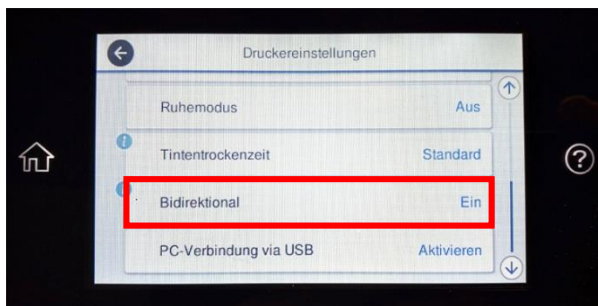 Druckereinstellungen
Ruhemodus Aus
Tintentrockenzeit Standard
Bidirektional Ein
PC-Verbindung via USB Aktivieren